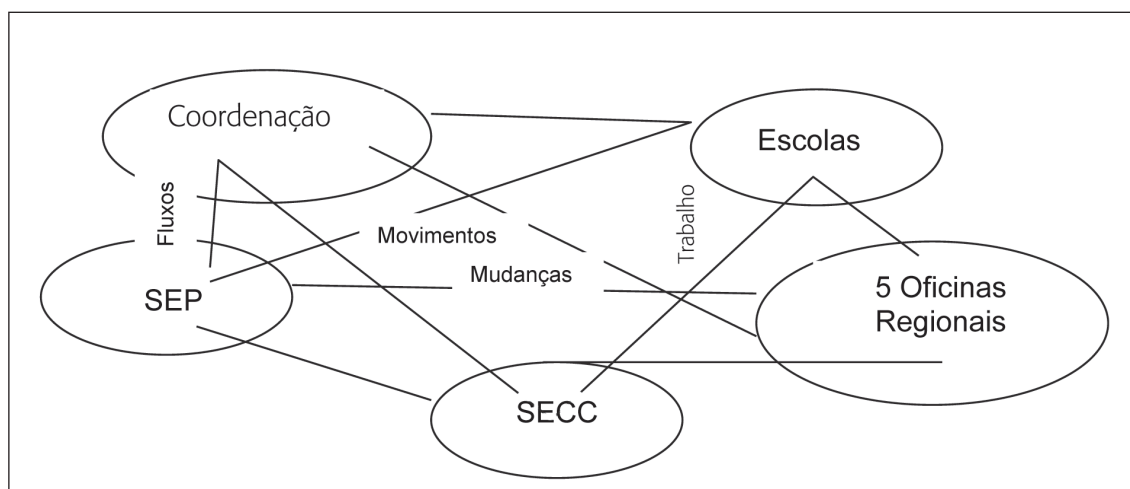 Coordenação
Escolas
Fluxos
Trabalho
Movimentos
Mudanças
SEP
5 Oficinas
Regionais
SECC